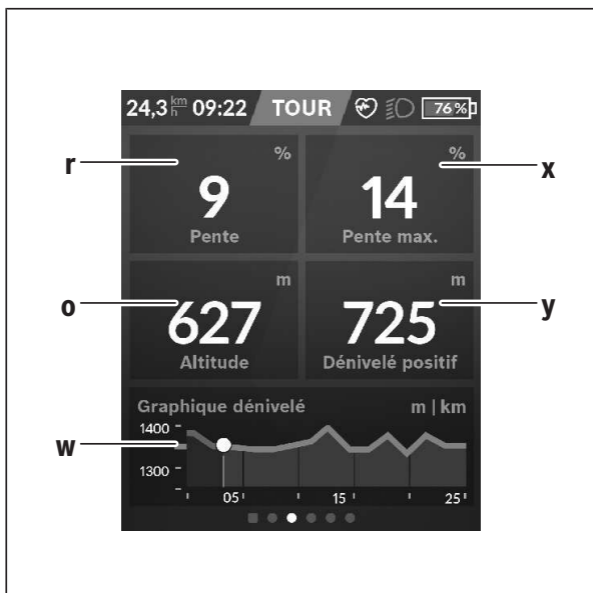 24,3 km/h 09:22 TOUR 76 %
r % % x
9 14
Pente Pente max.
o m m y
627 725
Altitude Dénivelé positif
Graphique dénivelé m | km
1400
w
1300
05 15 25